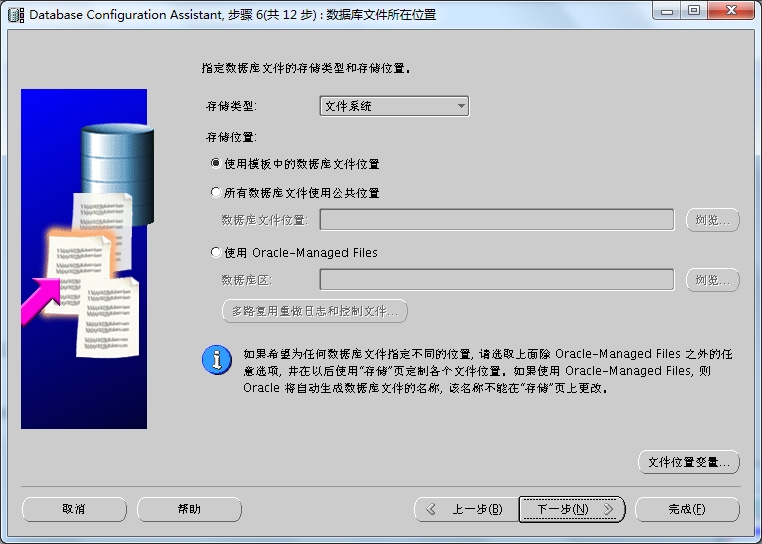 Database Configuration Assistant, 步骤 6(共 12 步) : 数据库文件所在位置
指定数据库文件的存储类型和存储位置。
存储类型: 文件系统
存储位置:
使用模板中的数据库文件位置
所有数据库文件使用公共位置
数据库文件位置: 浏览...
使用 Oracle-Managed Files
数据库区: 浏览...
多路复用重做日志和控制文件...
如果希望为任何数据库文件指定不同的位置, 请选取上面除 Oracle-Managed Files 之外的任
意选项, 并在以后使用“存储”页定制各个文件位置。如果使用 Oracle-Managed Files, 则
Oracle 将自动生成数据库文件的名称, 该名称不能在“存储”页上更改。
文件位置变量...
取消 帮助 上一步(B) 下一步(N) 完成(F)